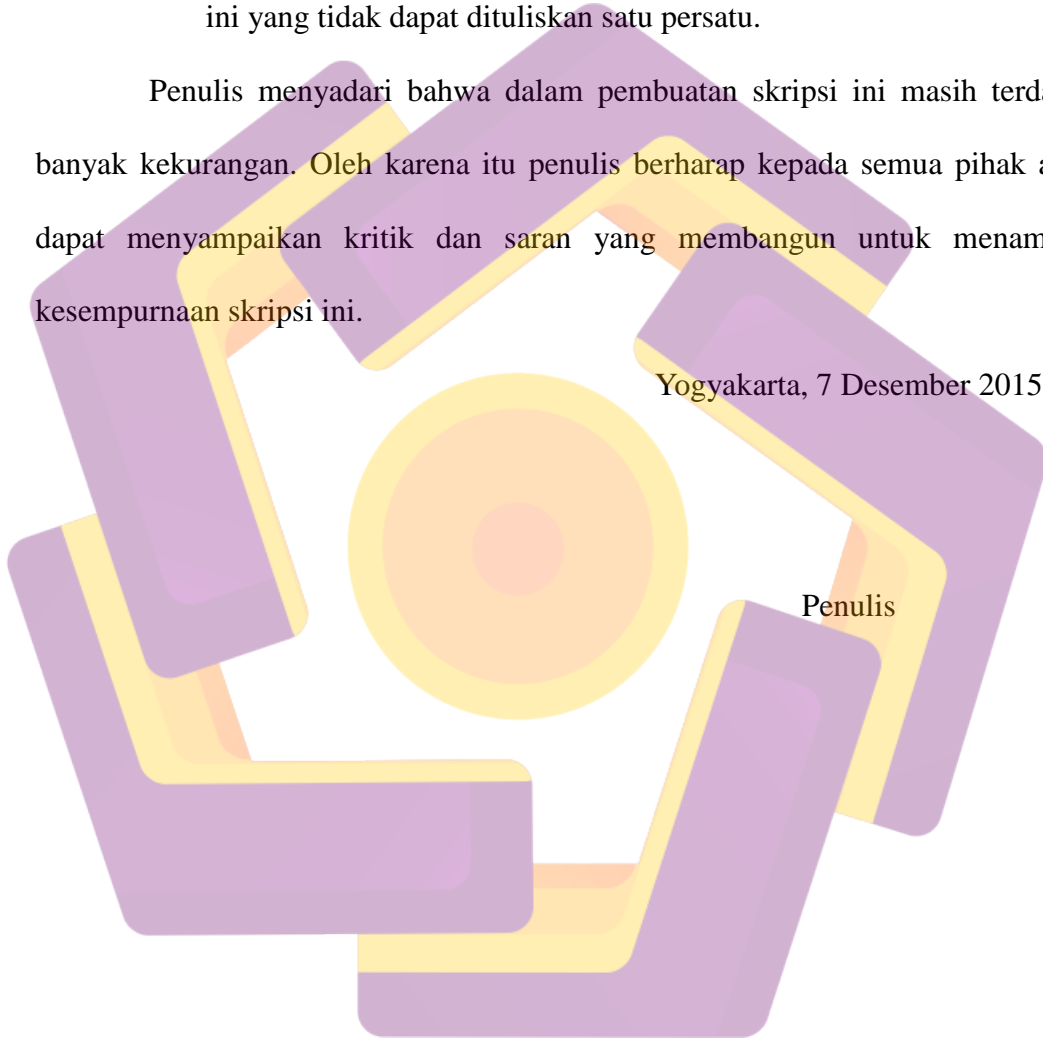 ini yang tidak dapat dituliskan satu persatu.
Penulis menyadari bahwa dalam pembuatan skripsi ini masih
banyak kekurangan. Oleh karena itu penulis berharap kepada semua pihak
dapat menyampaikan kritik dan saran yang membangun untuk
kesempurnaan skripsi ini.
Yogyakarta, 7 Desember 2015
Penulis